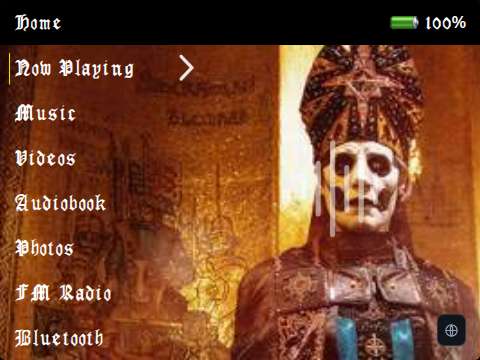 Home
100%
Now Playing
Music
Videos
Audiobook
Photos
FM Radio
Bluetooth